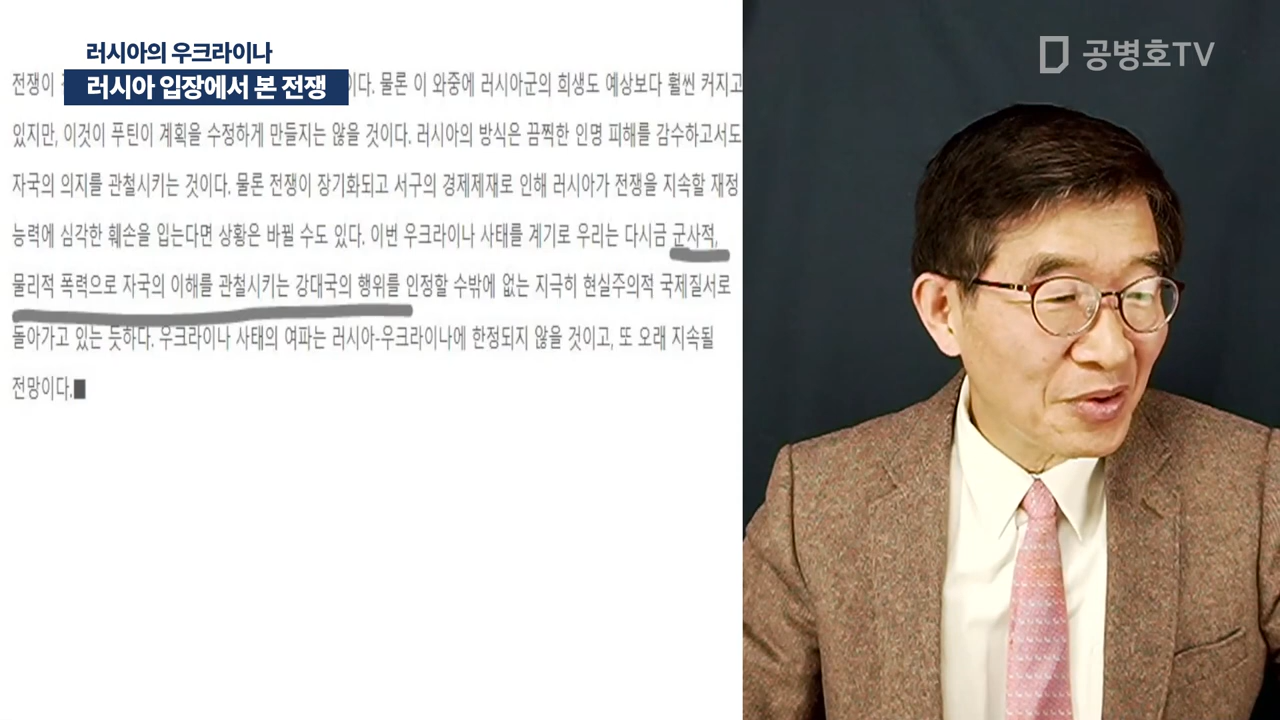 러시아의 우크라이나
러시아 입장에서 본 전쟁
공병호TV
전쟁이 이다. 물론 이 와중에 러시아군의 희생도 예상보다 훨씬 커지고
있지만, 이것이 푸틴이 계획을 수정하게 만들지는 않을 것이다. 러시아의 방식은 끔찍한 인명 피해를 감수하고서도
자국의 의지를 관철시키는 것이다. 물론 전쟁이 장기화되고 서구의 경제제재로 인해 러시아가 전쟁을 지속할 재정
능력에 심각한 훼손을 입는다면 상황은 바뀔 수도 있다. 이번 우크라이나 사태를 계기로 우리는 다시금 군사적,
물리적 폭력으로 자국의 이해를 관철시키는 강대국의 행위를 인정할 수밖에 없는 지극히 현실주의적 국제질서로
돌아가고 있는 듯하다. 우크라이나 사태의 여파는 러시아-우크라이나에 한정되지 않을 것이고, 또 오래 지속될
전망이다.